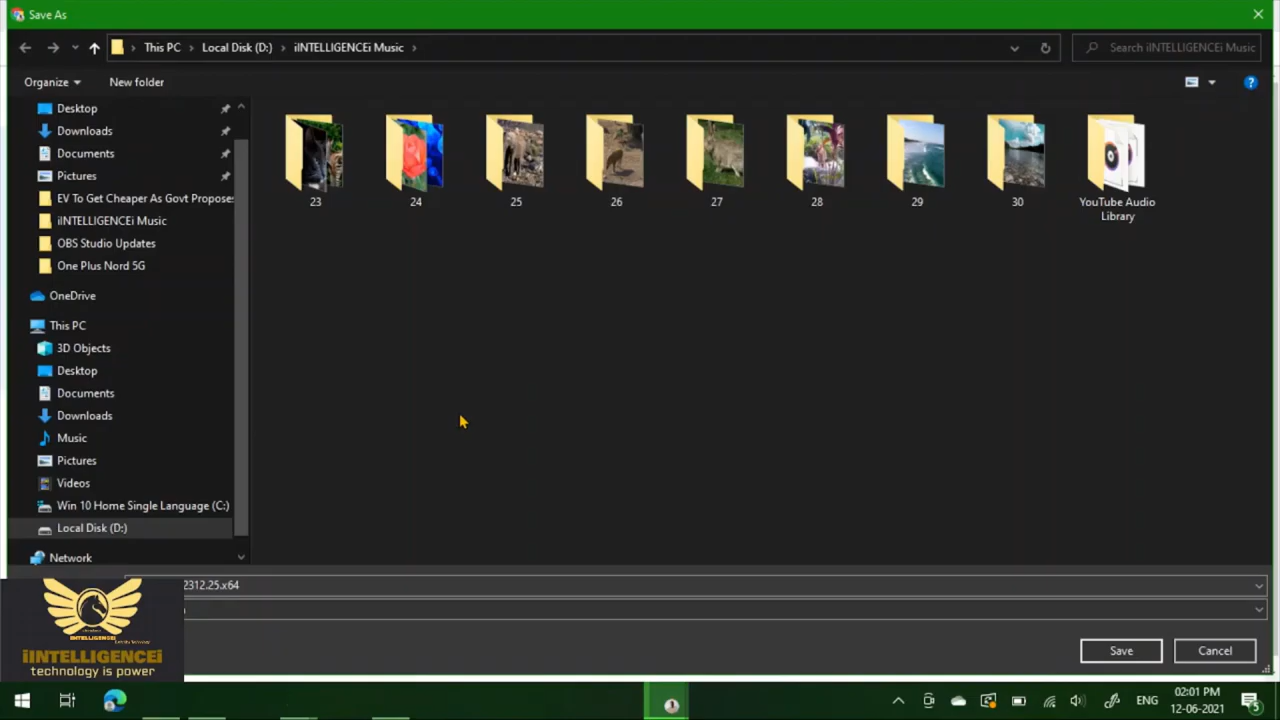 Save As
This PC
Local Disk (D:)
iINTELLIGENCEi Music
Search iINTELLIGENCEi Music
Organize
New folder
Desktop
Downloads
Documents
Pictures
EV To Get Cheaper As Govt Proposes
iINTELLIGENCEi Music
OBS Studio Updates
One Plus Nord 5G
OneDrive
This PC
3D Objects
Desktop
Documents
Downloads
Music
Pictures
Videos
Win 10 Home Single Language (C:)
Local Disk (D:)
Network
23
24
25
26
27
28
29
30
YouTube Audio
Library
2312.25.x64
iINTELLIGENCEi
iINTELLIGENCEi
technology is power
Save
Cancel
ENG
02:01 PM
12-06-2021
5